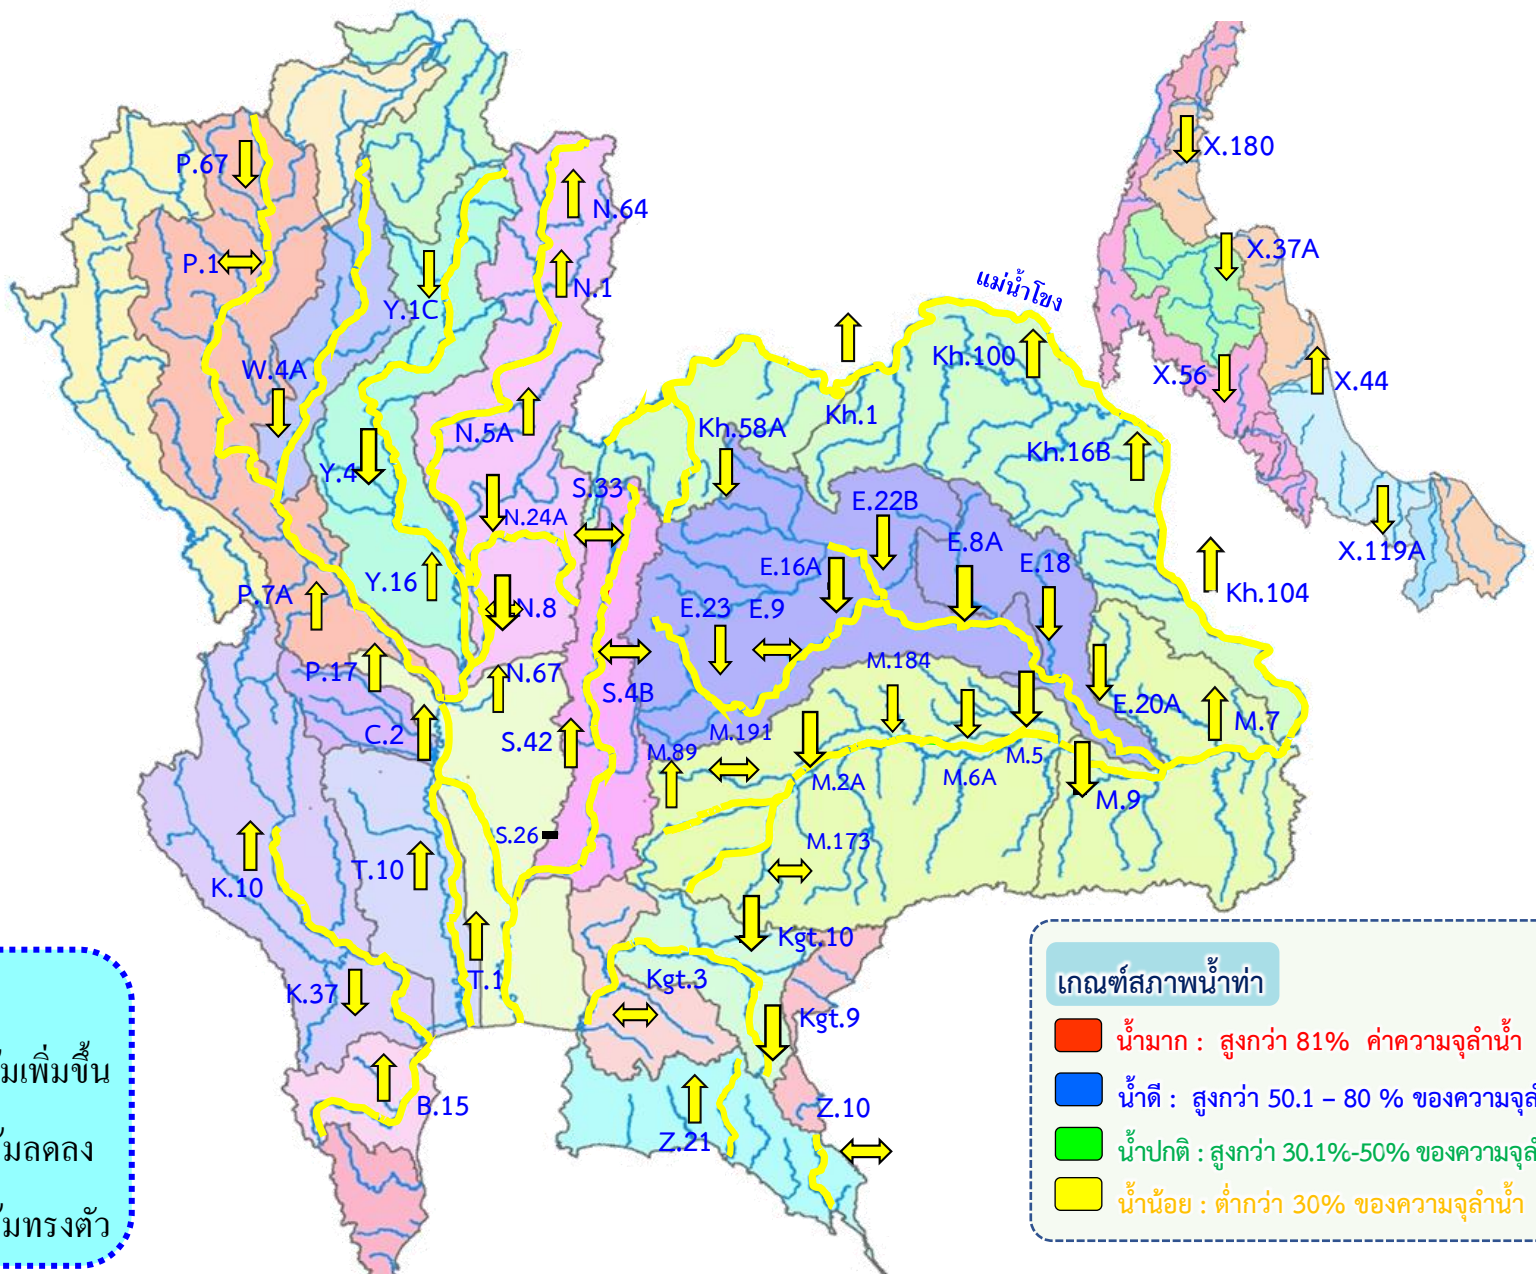 P.67
X.180
N.64
X.37A
P.1
N.1
แม่น้ำโขง
Y.1C
Kh.100
W.4A
X.56
X.44
Kh.1
N.5A
Kh.58A
Kh.16B
Y.4
S.33
E.22B
N.24A
E.8A
X.119A
E.16A
E.18
Y.16
P.7A
Kh.104
N.8
E.23
E.9
M.184
P.17
N.67
S.4B
E.20A
M.7
C.2
S.42
M.191
M.89
M.5
M.2A
M.6A
M.9
S.26
M.173
T.10
K.10
Kgt.10
K.37
T.1
Kgt.3
Kgt.9
B.15
Z.10
Z.21
มเพิ่มขึ้น
มลดลง
มทรงตัว
เกณฑ์สภาพน้ำท่า
น้ำมาก : สูงกว่า 81% ค่าความจุลำน้ำ
น้ำดี : สูงกว่า 50.1 – 80 % ของความจุลำ
น้ำปกติ : สูงกว่า 30.1%-50% ของความจุลำ
น้ำน้อย : ต่ำกว่า 30% ของความจุลำน้ำ